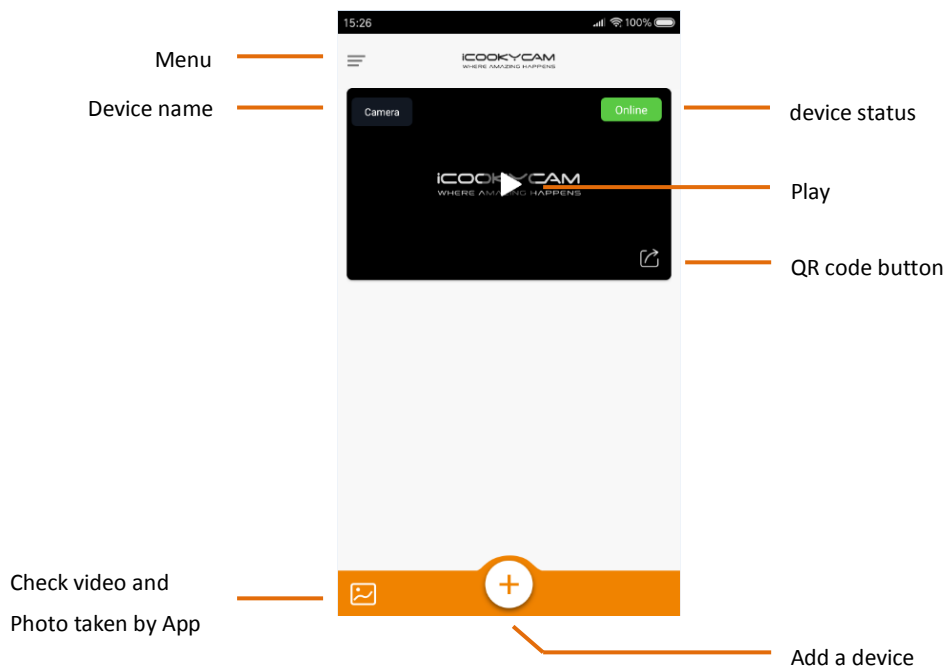 15:26 100%
Menu
iCOOKYCAM
WHERE AMAZING HAPPENS
Device name
Camera
Online
device status
iCOOKYCAM
WHERE AMAZING HAPPENS
Play
QR code button
Check video and
Photo taken by App
Add a device